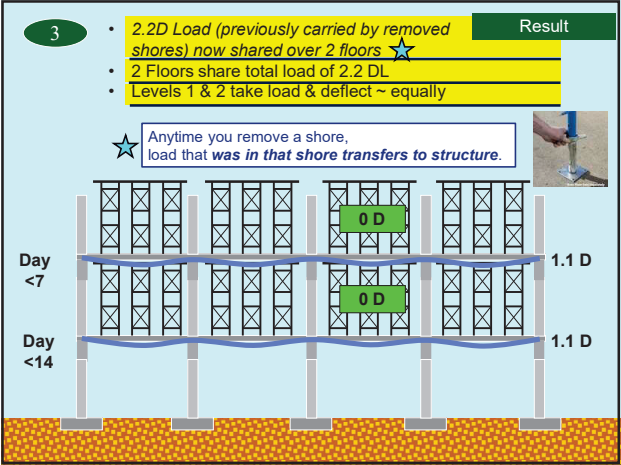 3
Result
• 2.2D Load (previously carried by removed
shores) now shared over 2 floors
• 2 Floors share total load of 2.2 DL
• Levels 1 & 2 take load & deflect ~ equally
Anytime you remove a shore,
load that was in that shore transfers to structure.
0 D
Day
<7
1.1 D
0 D
Day
<14
1.1 D